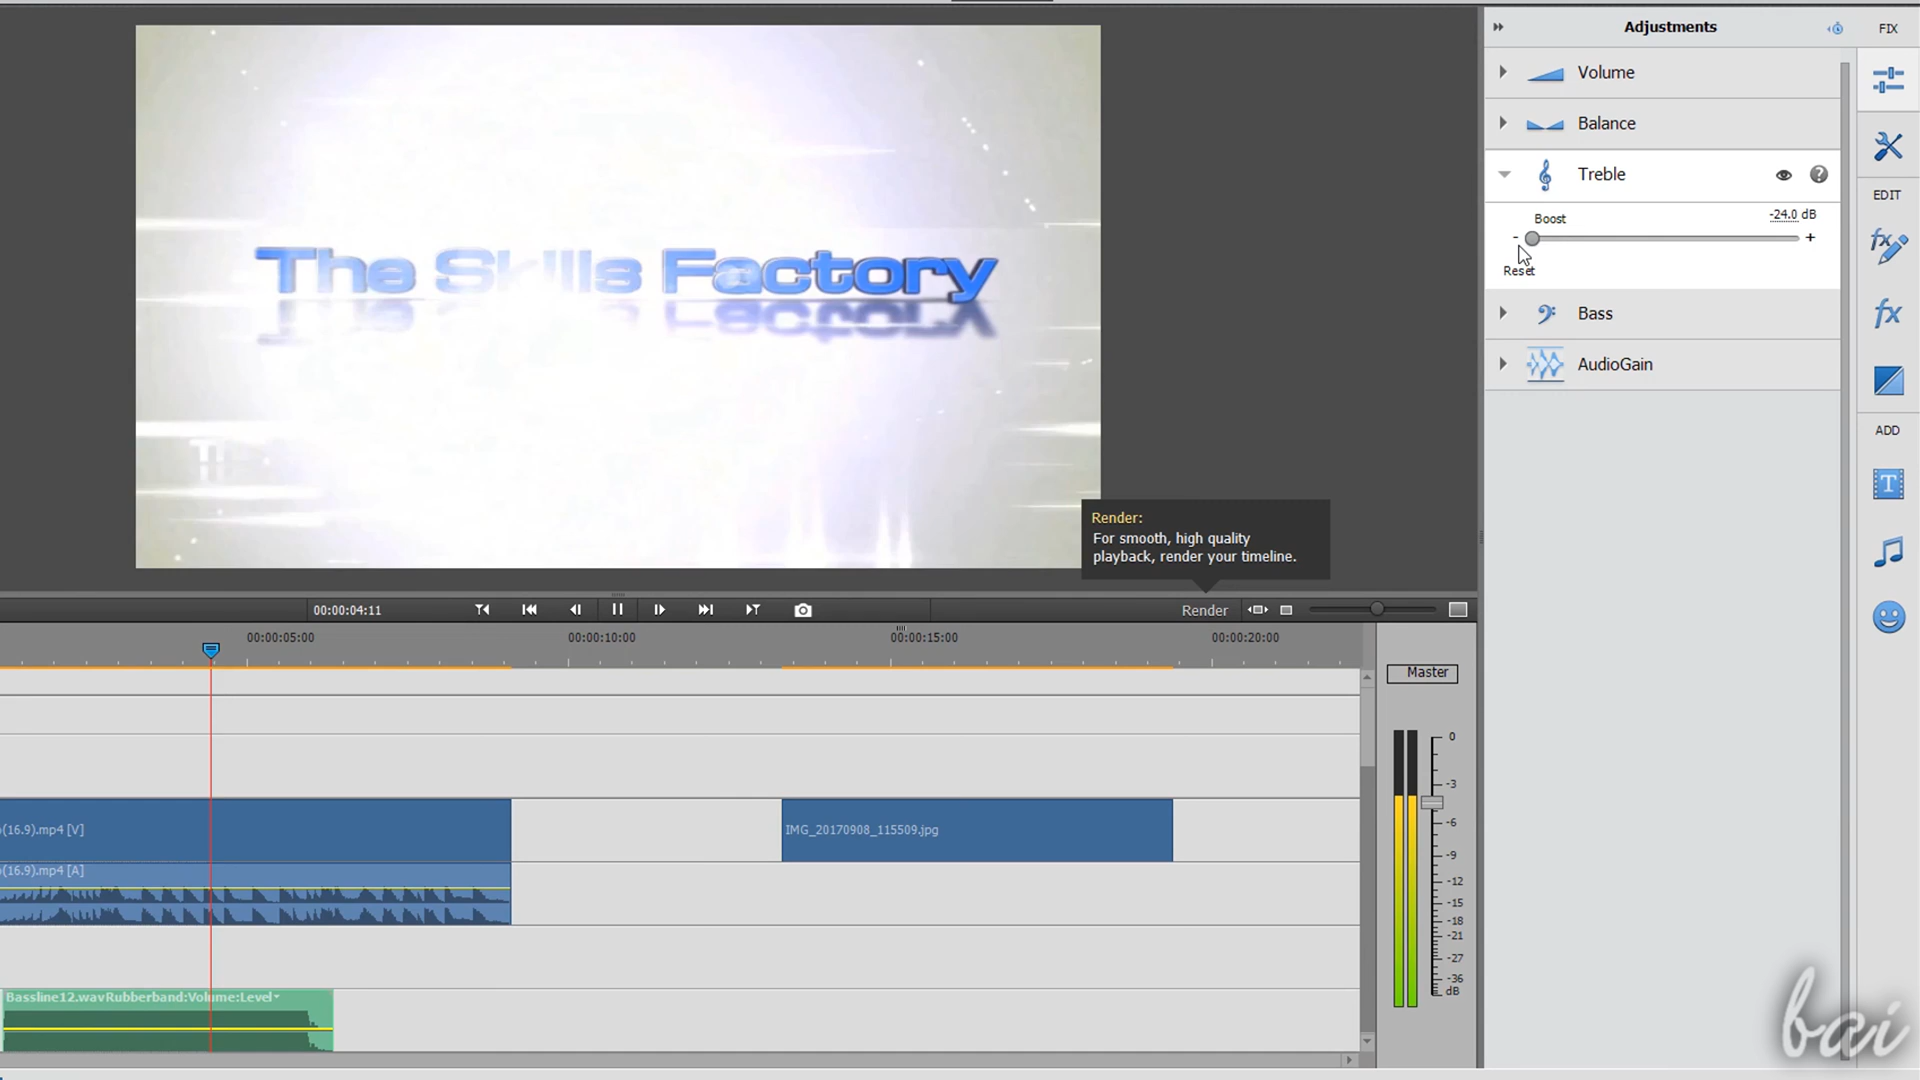 Adjustments
FIX
Volume
Balance
Treble
Boost
-24.0 dB
- +
Reset
Bass
AudioGain
EDIT
fx
fx
ADD
T
The Skills Factory
Render:
For smooth, high quality
playback, render your timeline.
00:00:04:11
Render
00:00:05:00
00:00:10:00
00:00:15:00
00:00:20:00
Master
(16.9).mp4 [V]
IMG_20170908_115509.jpg
(16.9).mp4 [A]
Bassline12.wavRubberband:Volume:Level
0
-3
-6
-9
-12
-15
-18
-21
-27
-36
dB
bai